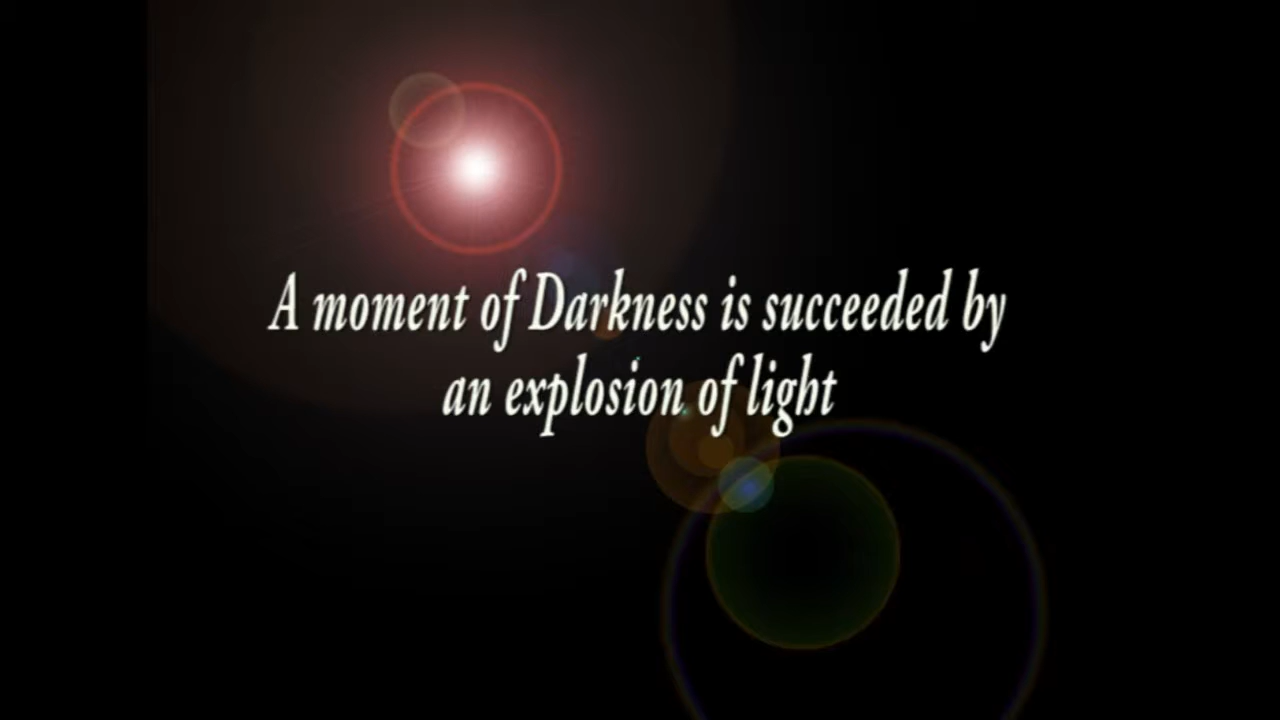 A moment of Darkness is succeeded by
an explosion of light